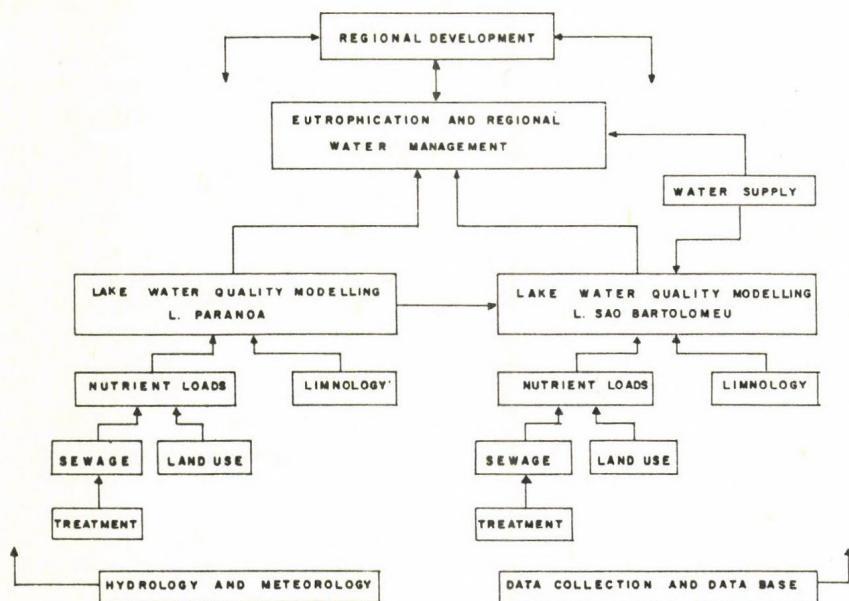 REGIONAL DEVELOPMENT
EUTROPHICATION AND REGIONAL
WATER MANAGEMENT
WATER SUPPLY
LAKE WATER QUALITY MODELLING
L. PARANOA
LAKE WATER QUALITY MODELLING
L. SAO BARTOLOMEU
NUTRIENT LOADS
LIMNOLOGY
NUTRIENT LOADS
LIMNOLOGY
SEWAGE
LAND USE
SEWAGE
LAND USE
TREATMENT
TREATMENT
HYDROLOGY AND METEOROLOGY
DATA COLLECTION AND DATA BASE